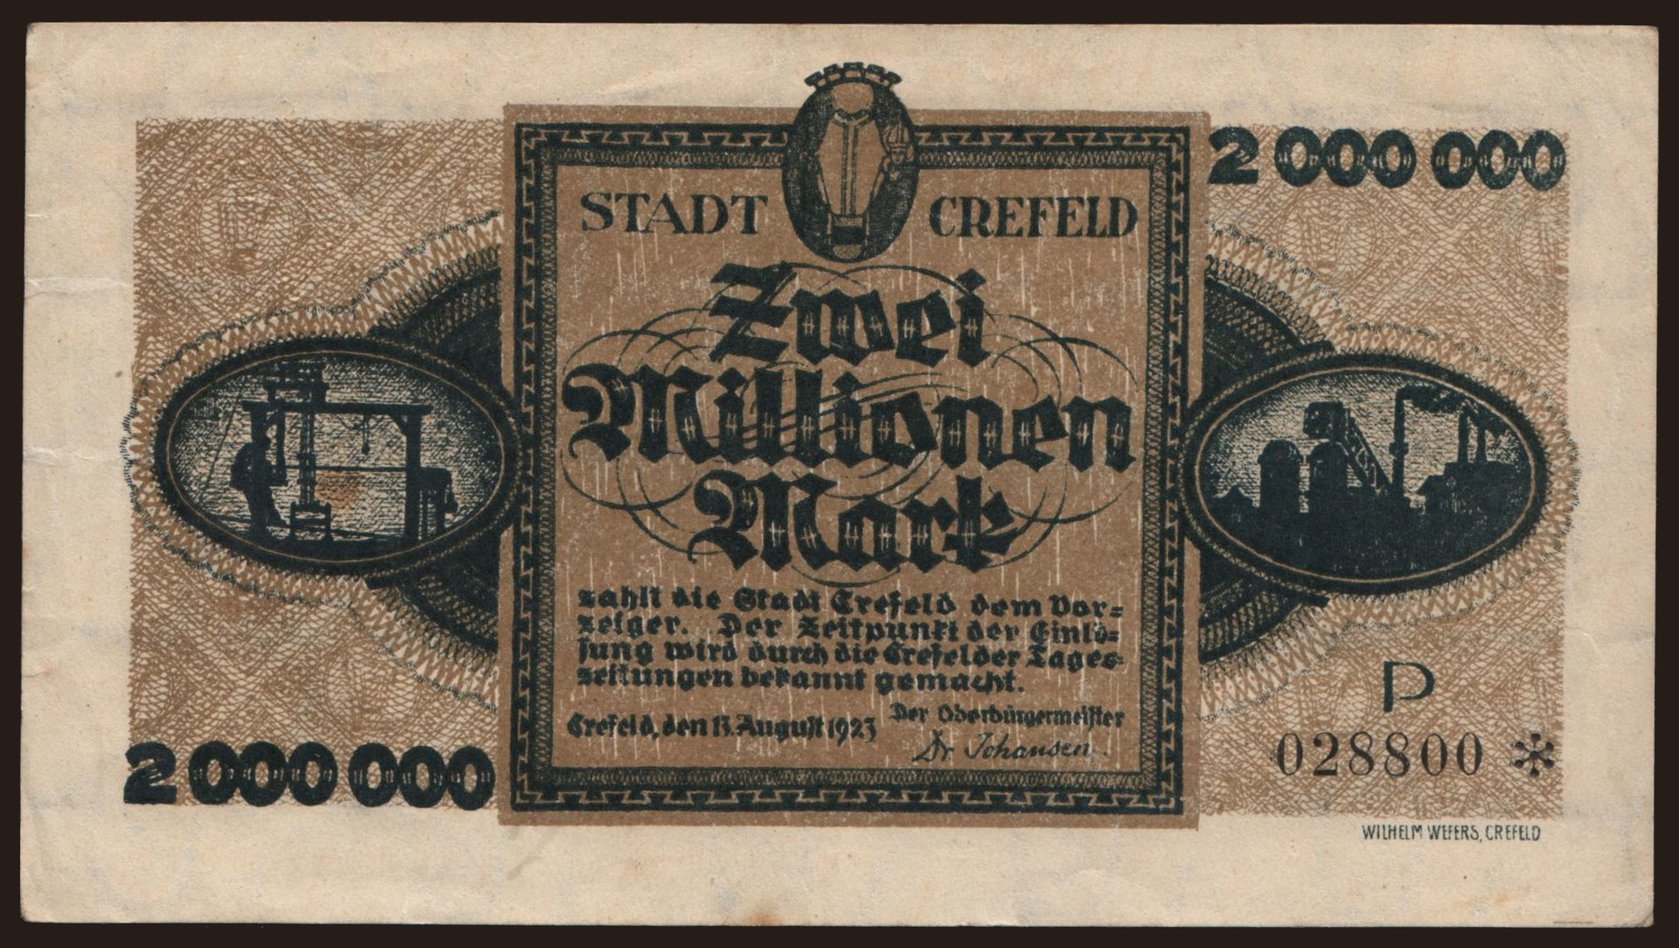 2 000 000
STADT CREFELD
Zwei
Millionen
Mark
zahlt die Stadt Crefeld dem Vor=
zeiger. Der Zeitpunkt der Einlö=
sung wird durch die Crefelder Tages=
zeitungen bekannt gemacht.
Crefeld, den 13. August 1923
Der Oberbürgermeister
Dr. Johansen.
P
028800 *
2 000 000
WILHELM WEFERS, CREFELD